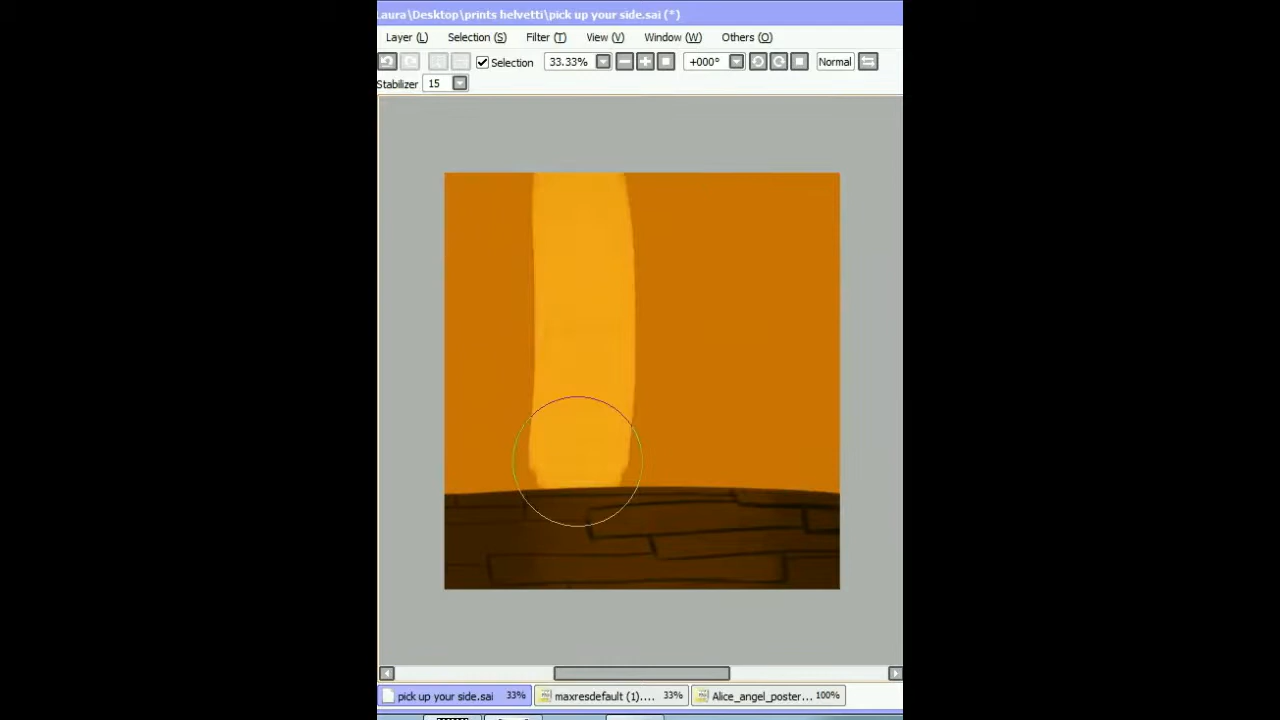 Laura\Desktop\prints helvetti\pick up your side.sai (*)
Layer (L) Selection (S) Filter (T) View (V) Window (W) Others (O)
Selection 33.33% +000° Normal
Stabilizer 15
pick up your side.sai 33% maxresdefault (1).... 33% Alice_angel_poster... 100%